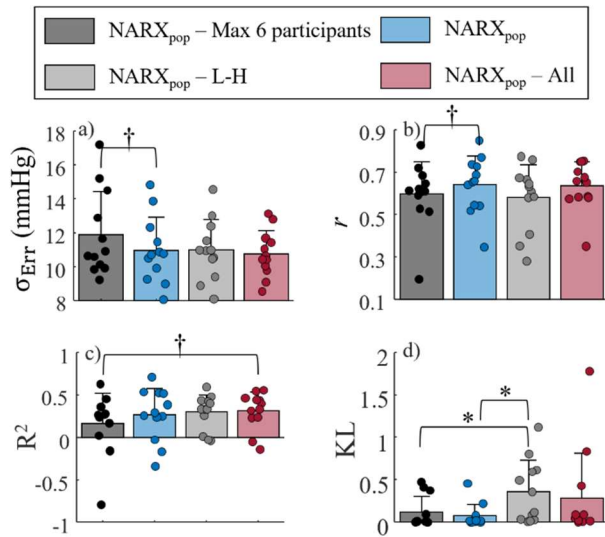 NARXpop – Max 6 participants NARXpop
NARXpop – L-H NARXpop – All
a) †
18
16
14
12
10
8
σErr (mmHg)
b) †
0.9
0.7
0.5
0.3
0.1
r
c) †
1
0.5
0
-0.5
-1
R²
d)
2
1.5
1
0.5
0
KL
* *